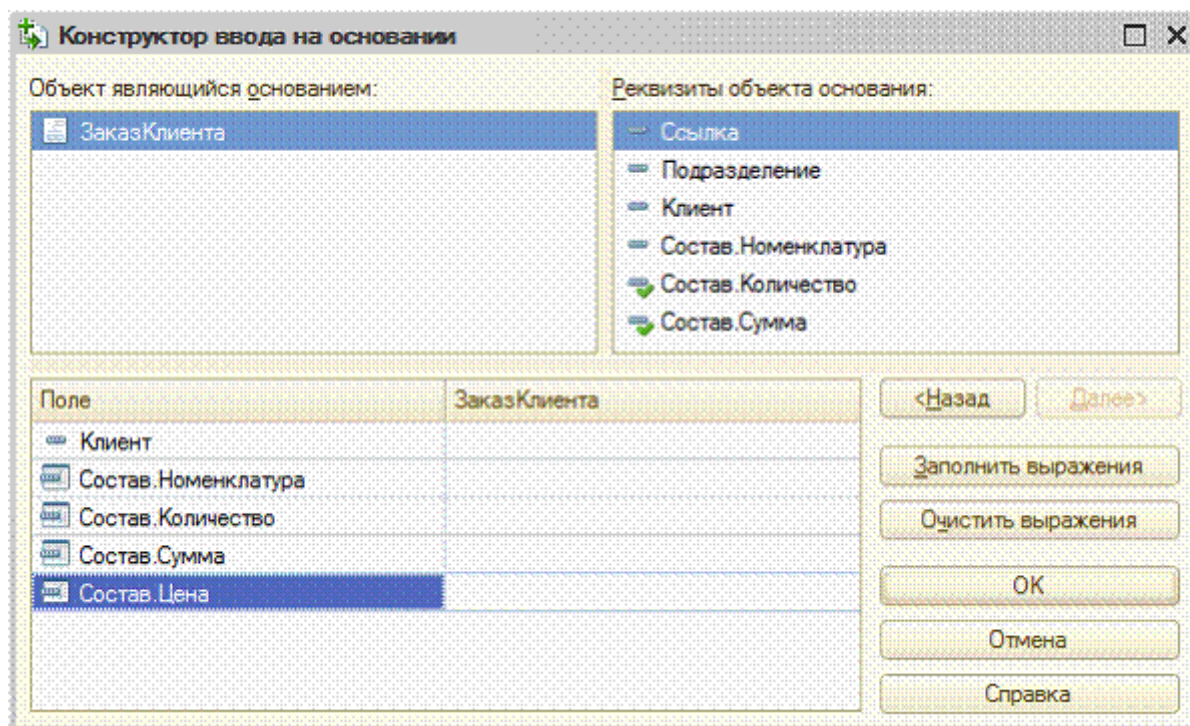 Конструктор ввода на основании
Объект являющийся основанием:
ЗаказКлиента
Реквизиты объекта основания:
Ссылка
Подразделение
Клиент
Состав.Номенклатура
Состав.Количество
Состав.Сумма
Поле
ЗаказКлиента
Клиент
Состав.Номенклатура
Состав.Количество
Состав.Сумма
Состав.Цена
<Назад
Далее>
Заполнить выражения
Очистить выражения
OK
Отмена
Справка